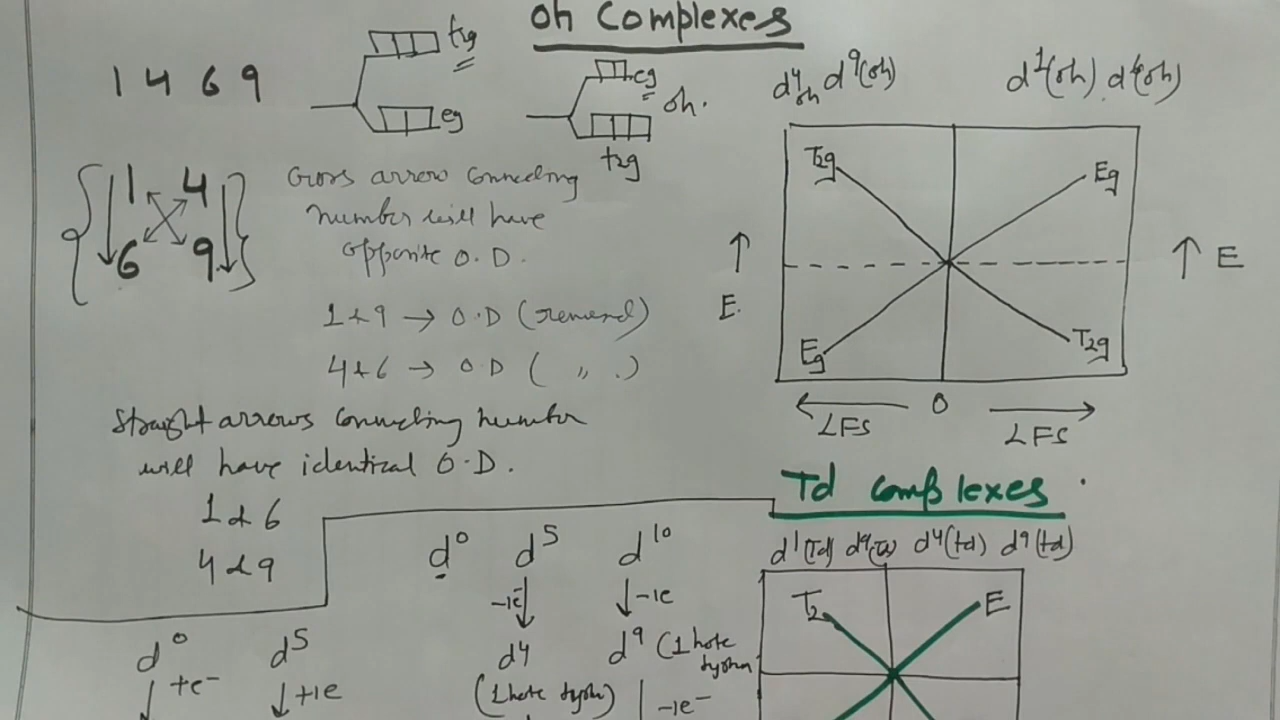 Oh Complexes
1 4 6 9
t2g
eg
eg
t2g
oh.
d⁴oh d⁹(oh)
d¹(oh) d⁶(oh)
1 4
6 9
Cross arrow connecting
number will have
opposite O.D.
1 & 9 → O.D (reversed)
4 & 6 → O.D ( 〃 .)
Straight arrows connecting number
will have identical O.D.
1 & 6
4 & 9
T2g
Eg
Eg
T2g
↑
E.
↑ E
← 0 →
LFS LFS
Td complexes .
d¹(Td) d⁴(td) d⁹(td)
T2 E
d⁰ d⁵ d¹⁰
-1e⁻ -1e
d⁴ d⁹ (1 hole
system
(1 hole system) -1e⁻
d⁰ d⁵
+e⁻ +1e